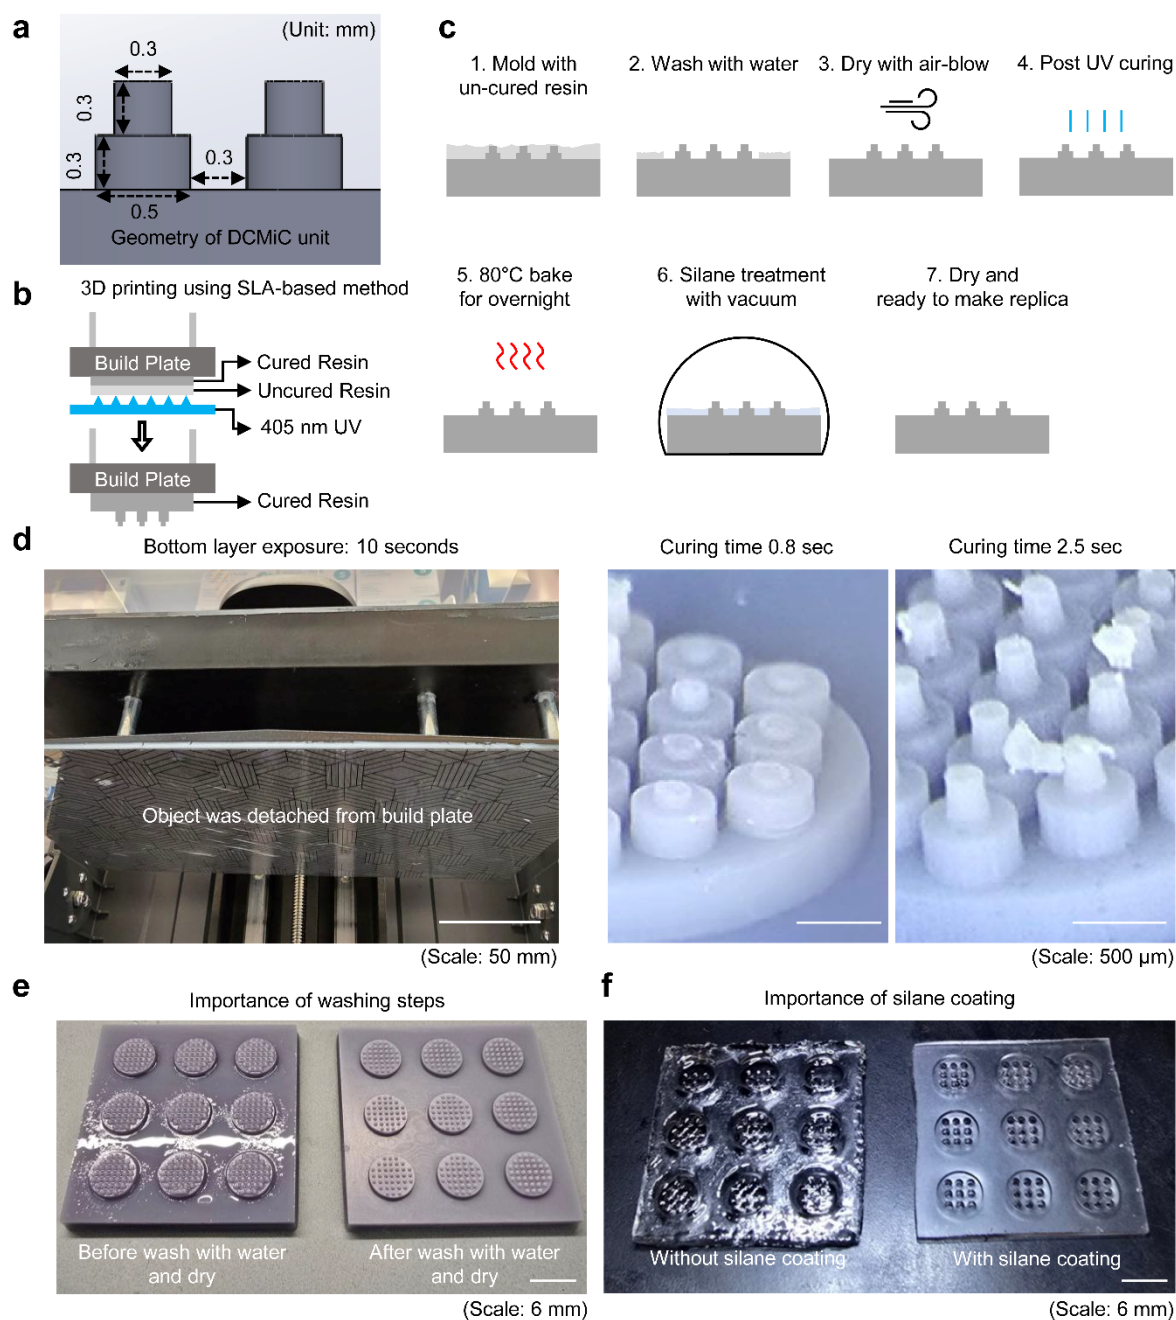 a
(Unit: mm)
0.3
0.3
0.3
0.3
0.5
Geometry of DCMiC unit
b
3D printing using SLA-based method
Build Plate
Cured Resin
Uncured Resin
405 nm UV
Build Plate
Cured Resin
c
1. Mold with
un-cured resin
2. Wash with water
3. Dry with air-blow
4. Post UV curing
5. 80°C bake
for overnight
6. Silane treatment
with vacuum
7. Dry and
ready to make replica
d
Bottom layer exposure: 10 seconds
Object was detached from build plate
(Scale: 50 mm)
Curing time 0.8 sec
Curing time 2.5 sec
(Scale: 500 μm)
e
Importance of washing steps
Before wash with water
and dry
After wash with water
and dry
(Scale: 6 mm)
f
Importance of silane coating
Without silane coating
With silane coating
(Scale: 6 mm)